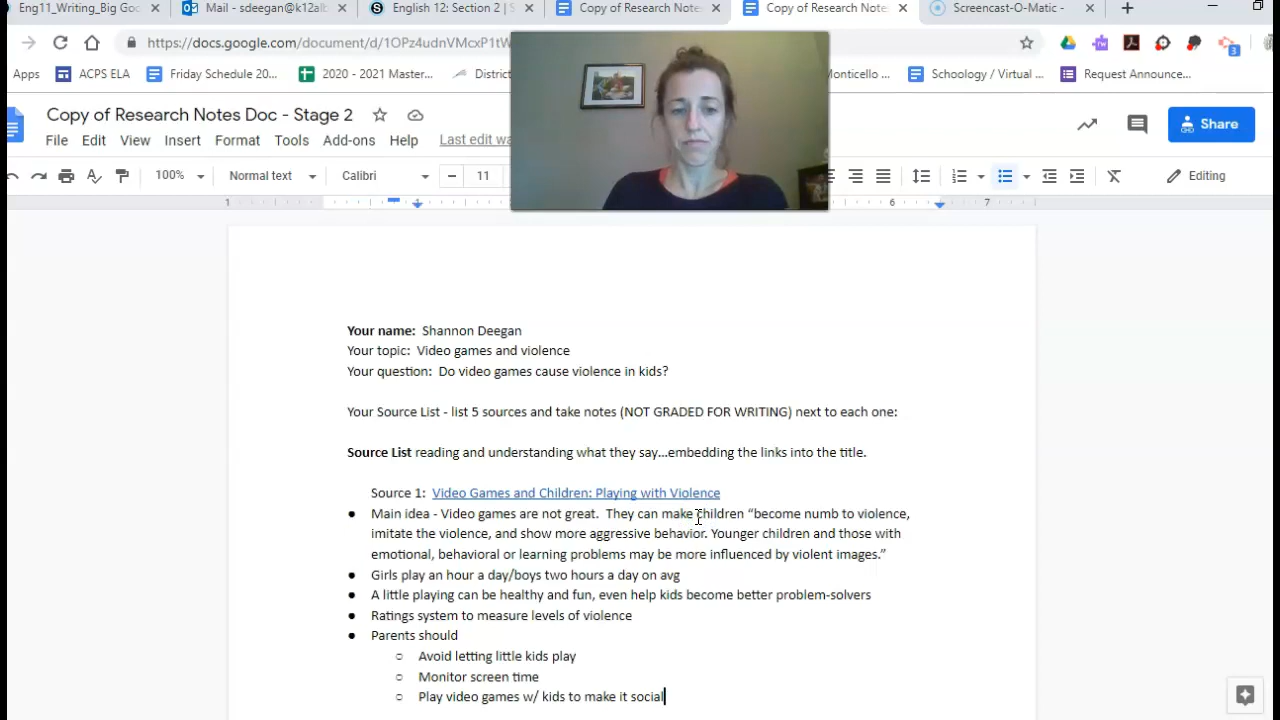 Eng11_Writing_Big Go
Mail - sdeegan@k12alb
English 12: Section 2 | S
Copy of Research Note
Copy of Research Note
Screencast-O-Matic -
https://docs.google.com/document/d/1OPz4udnVMcxP1tW
3
Apps
ACPS ELA
Friday Schedule 20...
2020 - 2021 Master...
District
Monticello ...
Schoology / Virtual ...
Request Announce...
Copy of Research Notes Doc - Stage 2
Share
File Edit View Insert Format Tools Add-ons Help Last edit wa
100% Normal text Calibri 11 Editing
1 1 6 7
Your name: Shannon Deegan
Your topic: Video games and violence
Your question: Do video games cause violence in kids?
Your Source List - list 5 sources and take notes (NOT GRADED FOR WRITING) next to each one:
Source List reading and understanding what they say...embedding the links into the title.
Source 1: Video Games and Children: Playing with Violence
● Main idea - Video games are not great. They can make children “become numb to violence,
imitate the violence, and show more aggressive behavior. Younger children and those with
emotional, behavioral or learning problems may be more influenced by violent images.”
● Girls play an hour a day/boys two hours a day on avg
● A little playing can be healthy and fun, even help kids become better problem-solvers
● Ratings system to measure levels of violence
● Parents should
○ Avoid letting little kids play
○ Monitor screen time
○ Play video games w/ kids to make it social